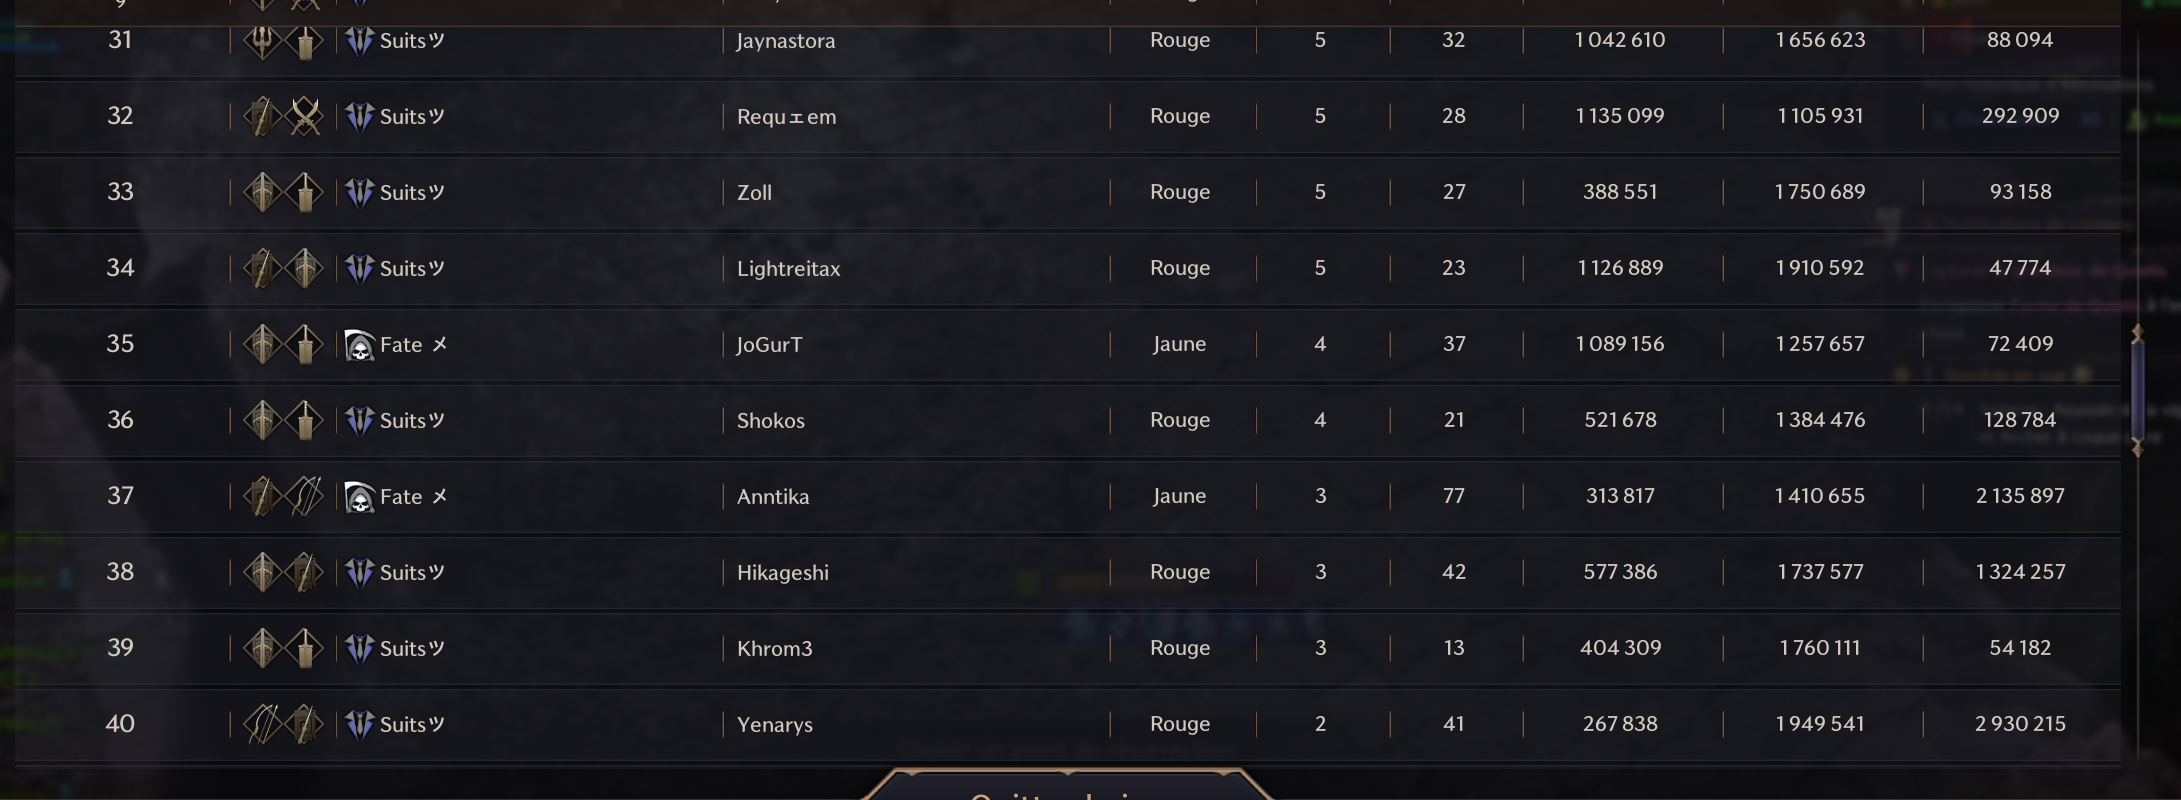 31 Suitsツ Jaynastora Rouge 5 32 1 042 610 1 656 623 88 094
32 Suitsツ Requェem Rouge 5 28 1 135 099 1 105 931 292 909
33 Suitsツ Zoll Rouge 5 27 388 551 1 750 689 93 158
34 Suitsツ Lightreitax Rouge 5 23 1 126 889 1 910 592 47 774
35 Fate メ JoGurT Jaune 4 37 1 089 156 1 257 657 72 409
36 Suitsツ Shokos Rouge 4 21 521 678 1 384 476 128 784
37 Fate メ Anntika Jaune 3 77 313 817 1 410 655 2 135 897
38 Suitsツ Hikageshi Rouge 3 42 577 386 1 737 577 1 324 257
39 Suitsツ Khrom3 Rouge 3 13 404 309 1 760 111 54 182
40 Suitsツ Yenarys Rouge 2 41 267 838 1 949 541 2 930 215